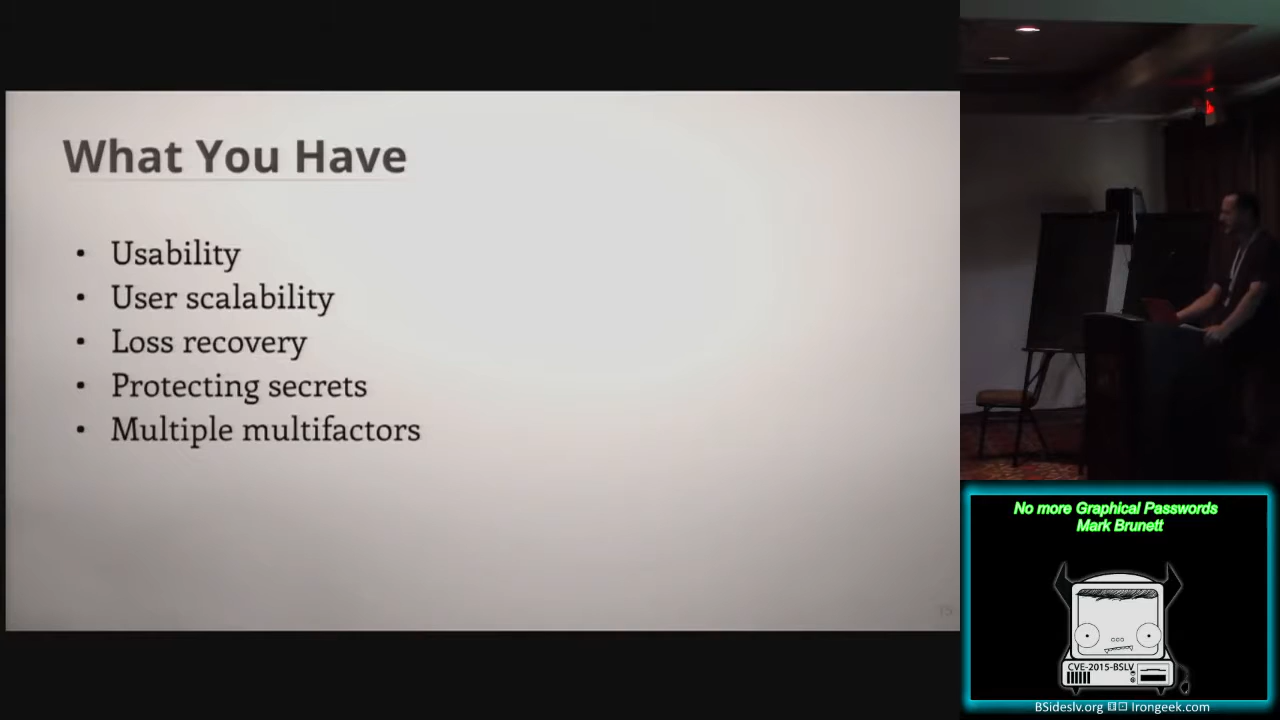 What You Have
• Usability
• User scalability
• Loss recovery
• Protecting secrets
• Multiple multifactors
15
No more Graphical Passwords
Mark Brunett
CVE-2015-BSLV
BSideslv.org Irongeek.com